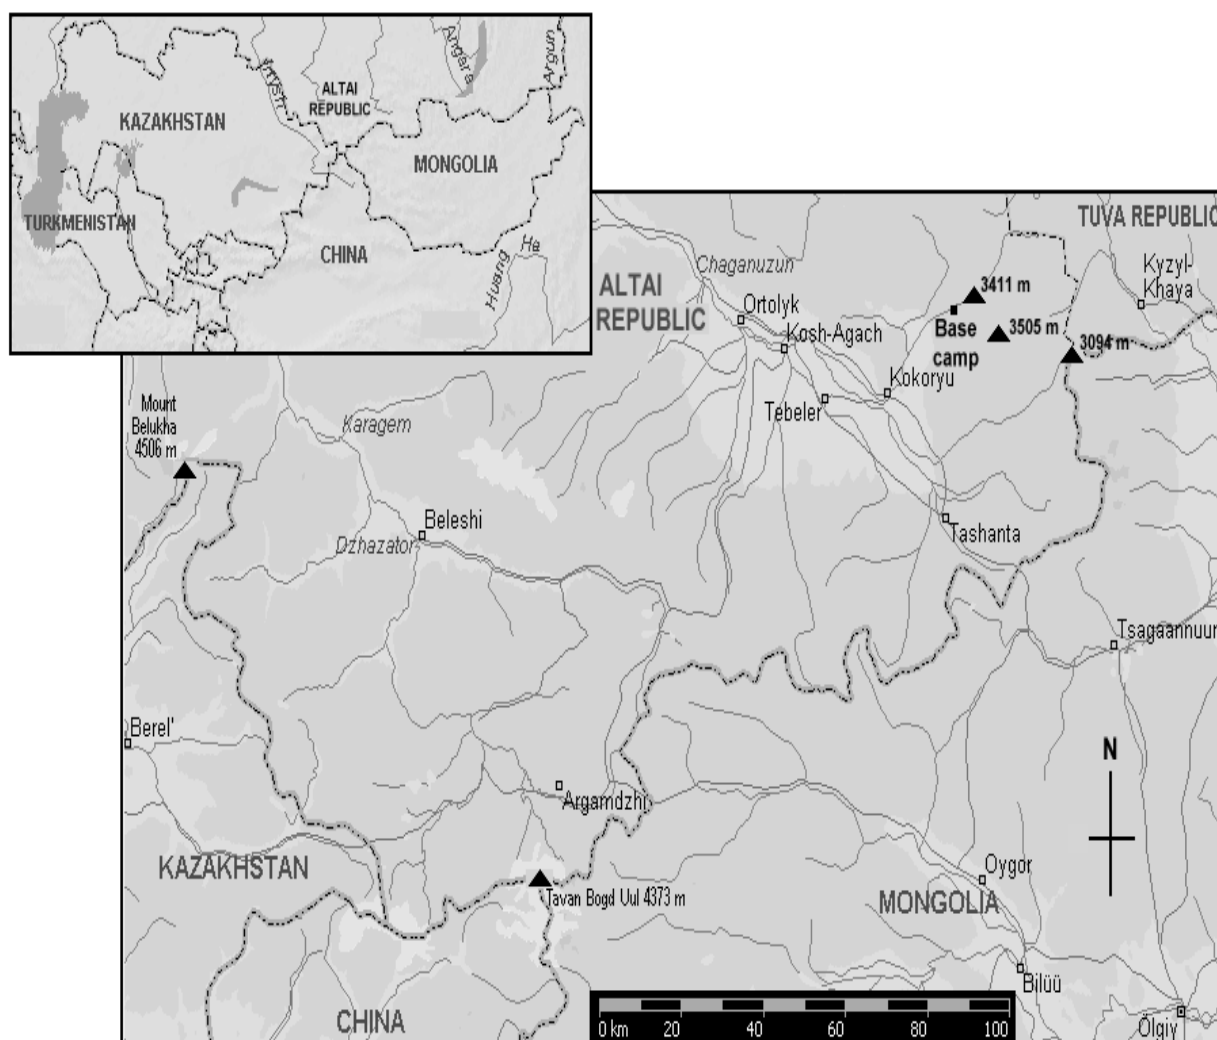 Irtysh
Angara
Argun
ALTAI
REPUBLIC
KAZAKHSTAN
MONGOLIA
TURKMENISTAN
CHINA
Huang
He
TUVA REPUBLIC
Chaganuzun
Kyzyl-
Khaya
ALTAI
REPUBLIC
3411 m
Ortolyk
Base
camp
3505 m
Kosh-Agach
3094 m
Kokoryu
Tebeler
Mount
Belukha
4506 m
Karagem
Beleshi
Dzhazator
Tashanta
Tsagaannuur
Berel'
N
Argamdzhi
KAZAKHSTAN
Oygor
Tavan Bogd Uul 4373 m
MONGOLIA
Bilüü
CHINA
0 km 20 40 60 80 100
Ölgiy